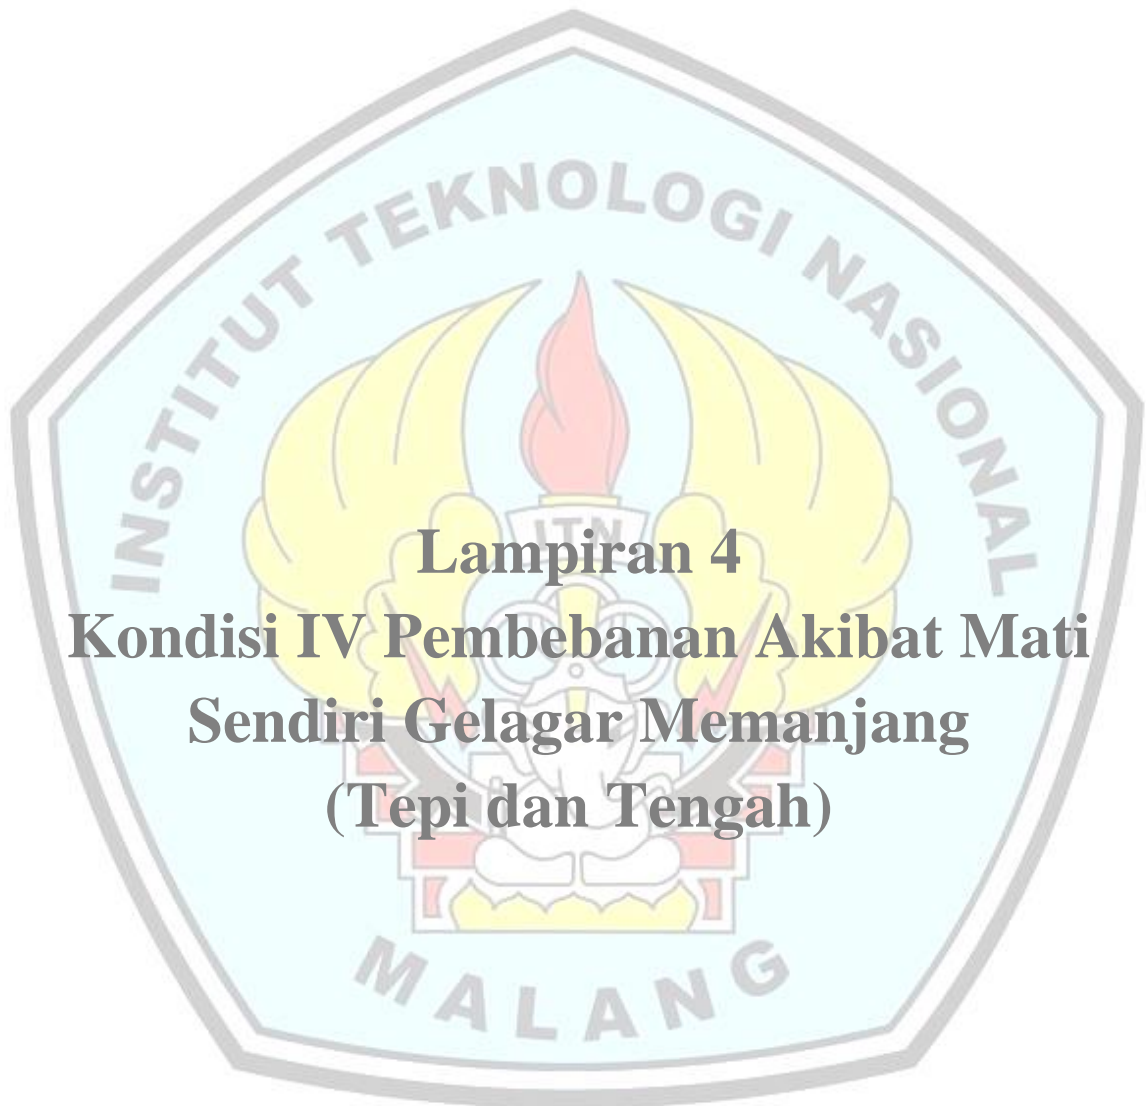 INSTITUT TEKNOLOGI NASIONAL
ITN
Lampiran 4
Kondisi IV Pembebanan Akibat Mati
Sendiri Gelagar Memanjang
(Tepi dan Tengah)
MALANG